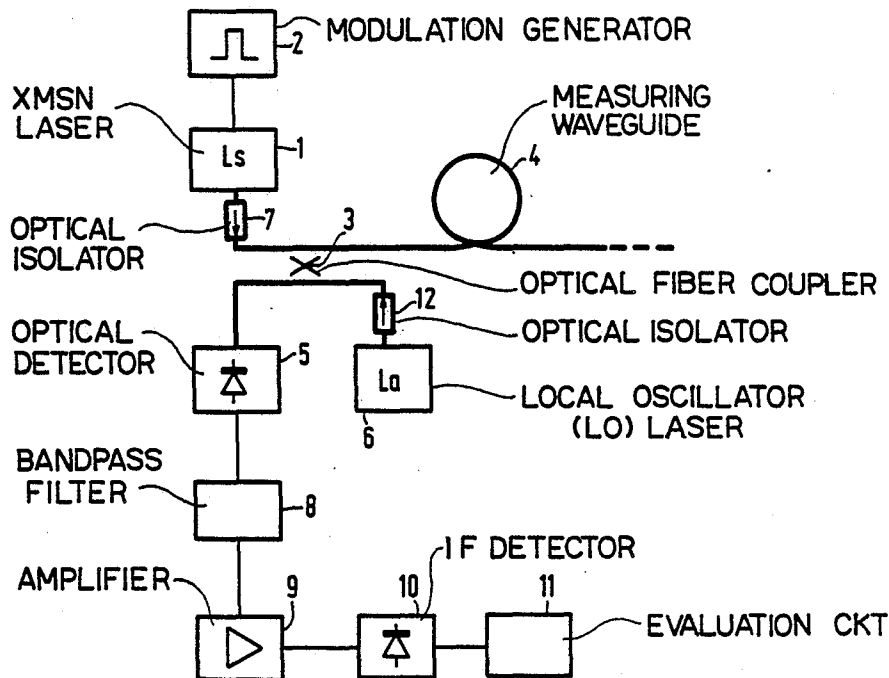 MODULATION GENERATOR
2
XMSN
LASER
Ls
1
MEASURING
WAVEGUIDE
4
7
OPTICAL
ISOLATOR
3
OPTICAL FIBER COUPLER
12
OPTICAL ISOLATOR
OPTICAL
DETECTOR
5
La
6
LOCAL OSCILLATOR
(LO) LASER
BANDPASS
FILTER
8
IF DETECTOR
AMPLIFIER
9
10
11
EVALUATION CKT